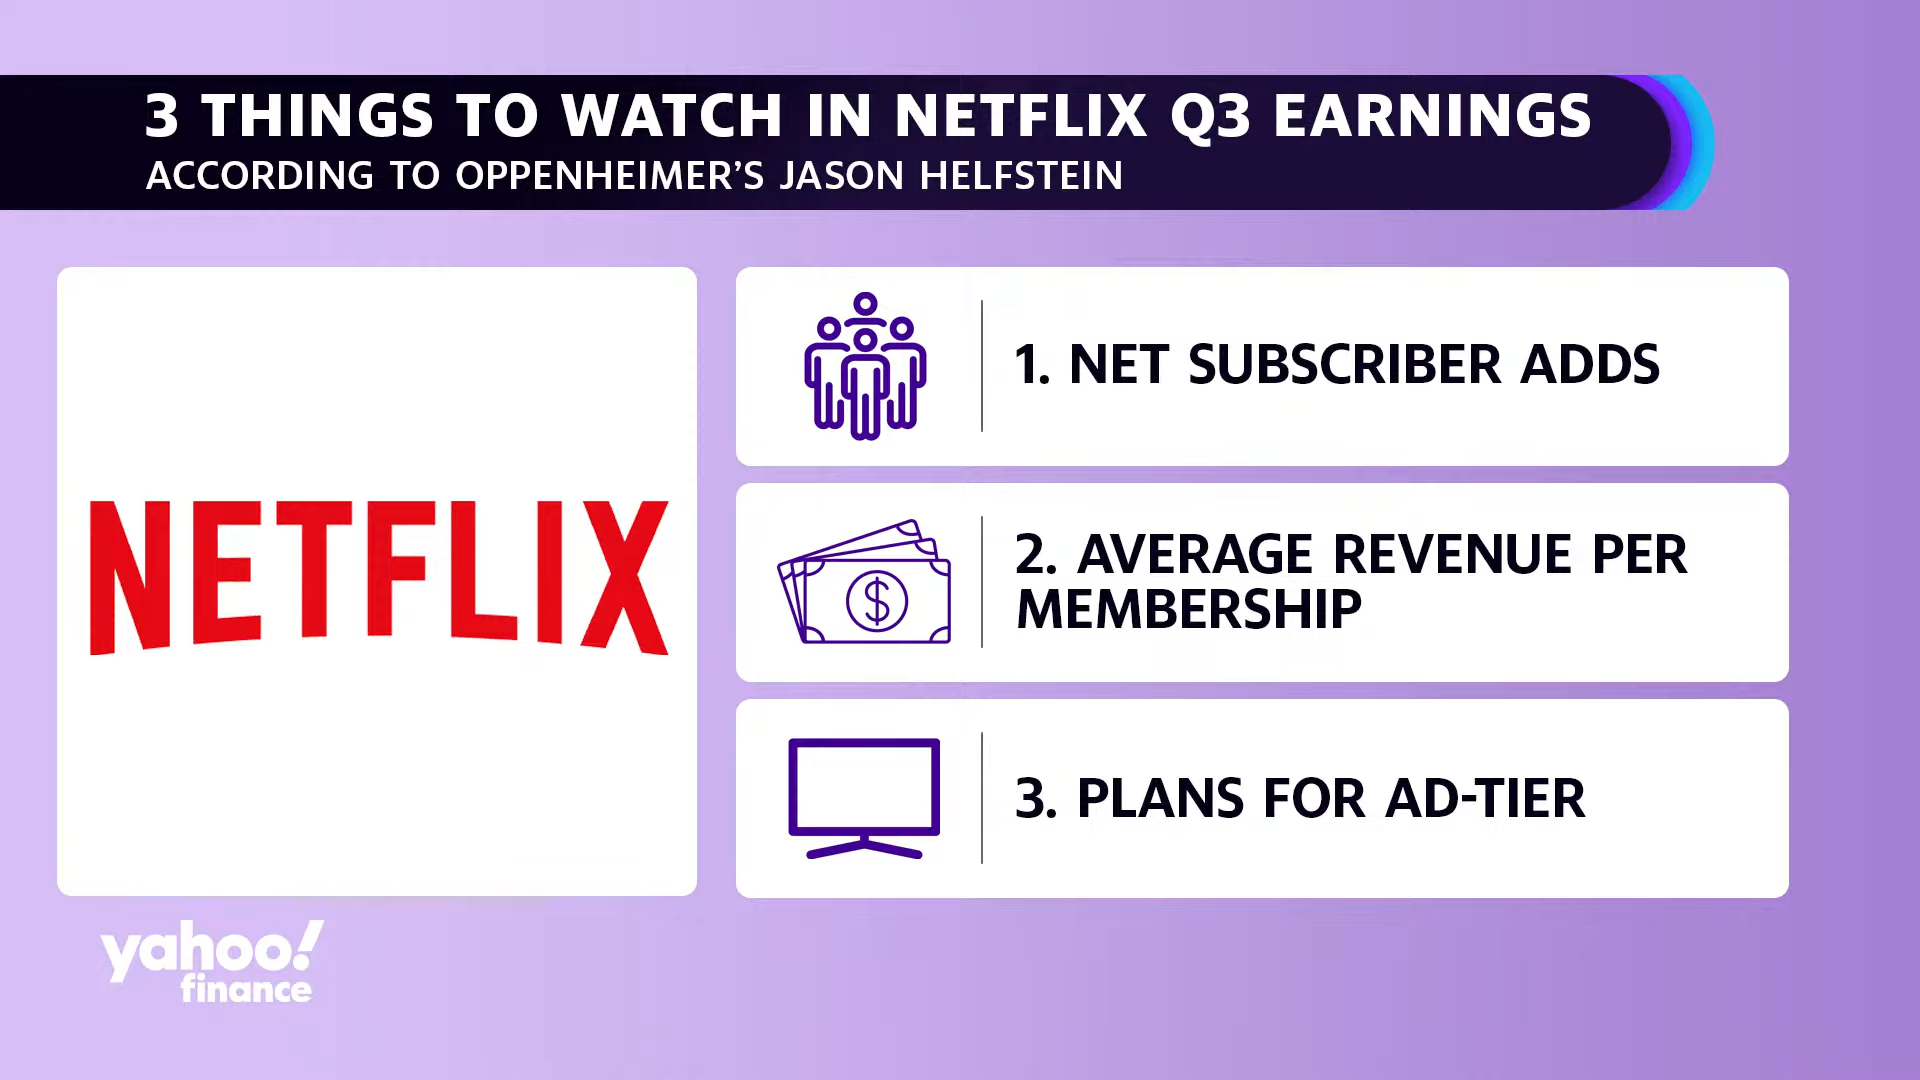 3 THINGS TO WATCH IN NETFLIX Q3 EARNINGS
ACCORDING TO OPPENHEIMER’S JASON HELFSTEIN
NETFLIX
1. NET SUBSCRIBER ADDS
$
2. AVERAGE REVENUE PER
MEMBERSHIP
3. PLANS FOR AD-TIER
yahoo!
finance